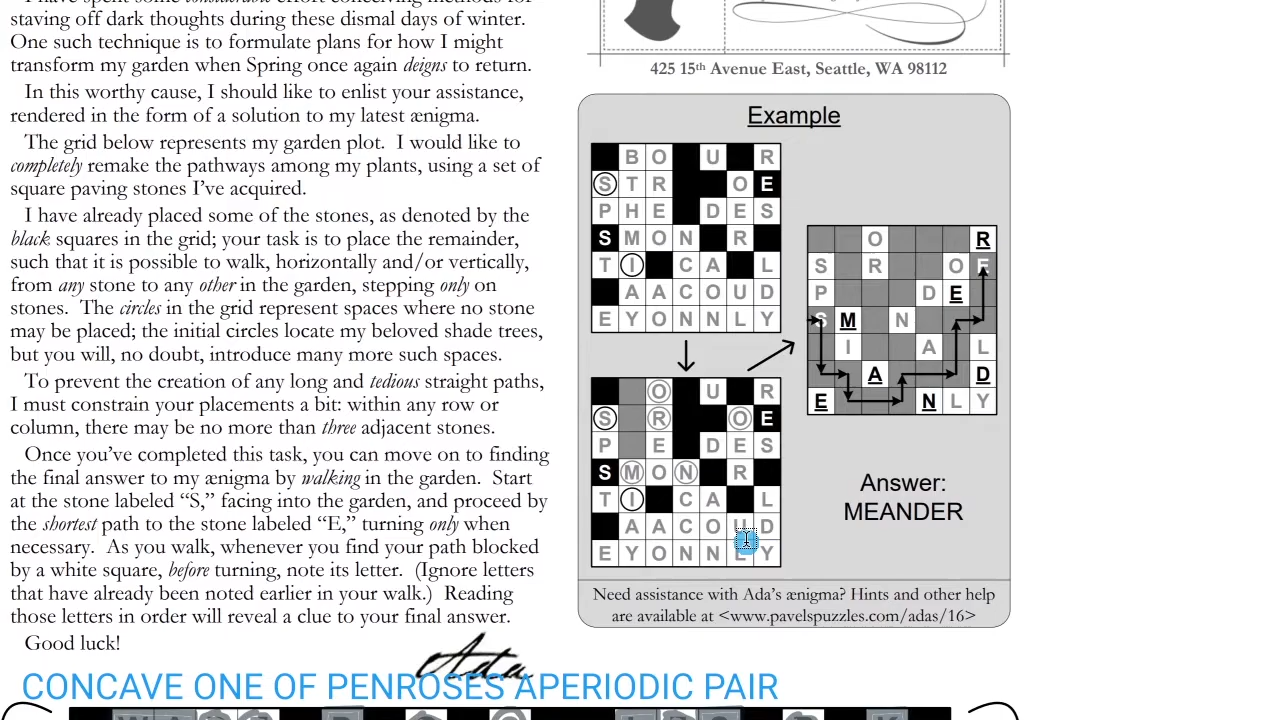 staving off dark thoughts during these dismal days of winter.
One such technique is to formulate plans for how I might
transform my garden when Spring once again deigns to return.
In this worthy cause, I should like to enlist your assistance,
rendered in the form of a solution to my latest ænigma.
The grid below represents my garden plot. I would like to
completely remake the pathways among my plants, using a set of
square paving stones I've acquired.
I have already placed some of the stones, as denoted by the
black squares in the grid; your task is to place the remainder,
such that it is possible to walk, horizontally and/or vertically,
from any stone to any other in the garden, stepping only on
stones. The circles in the grid represent spaces where no stone
may be placed; the initial circles locate my beloved shade trees,
but you will, no doubt, introduce many more such spaces.
To prevent the creation of any long and tedious straight paths,
I must constrain your placements a bit: within any row or
column, there may be no more than three adjacent stones.
Once you've completed this task, you can move on to finding
the final answer to my ænigma by walking in the garden. Start
at the stone labeled “S,” facing into the garden, and proceed by
the shortest path to the stone labeled “E,” turning only when
necessary. As you walk, whenever you find your path blocked
by a white square, before turning, note its letter. (Ignore letters
that have already been noted earlier in your walk.) Reading
those letters in order will reveal a clue to your final answer.
Good luck!
Ada
425 15th Avenue East, Seattle, WA 98112
Example
B O U R
S T R O E
P H E D E S
S M O N R
T I C A L
A A C O U D
E Y O N N L Y
O R
S R O E
P D E
S M N
I A L
A D
E N L Y
O U R
S R O E
P E D E S
S M O N R
T I C A L
A A C O U D
E Y O N N L Y
Answer:
MEANDER
Need assistance with Ada's ænigma? Hints and other help
are available at <www.pavelspuzzles.com/adas/16>
CONCAVE ONE OF PENROSES APERIODIC PAIR